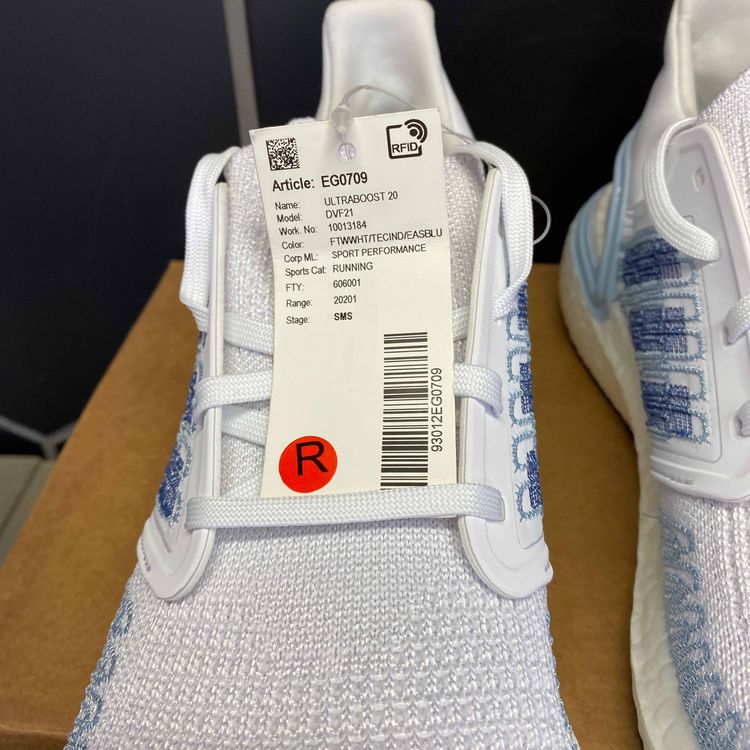 RFID
Article: EG0709
Name: ULTRABOOST 20
Model: DVF21
Work. No: 10013184
Color: FTWWHT/TECIND/EASBLU
Corp ML: SPORT PERFORMANCE
Sports Cat: RUNNING
FTY: 606001
Range: 20201
Stage: SMS
R
93012EG0709